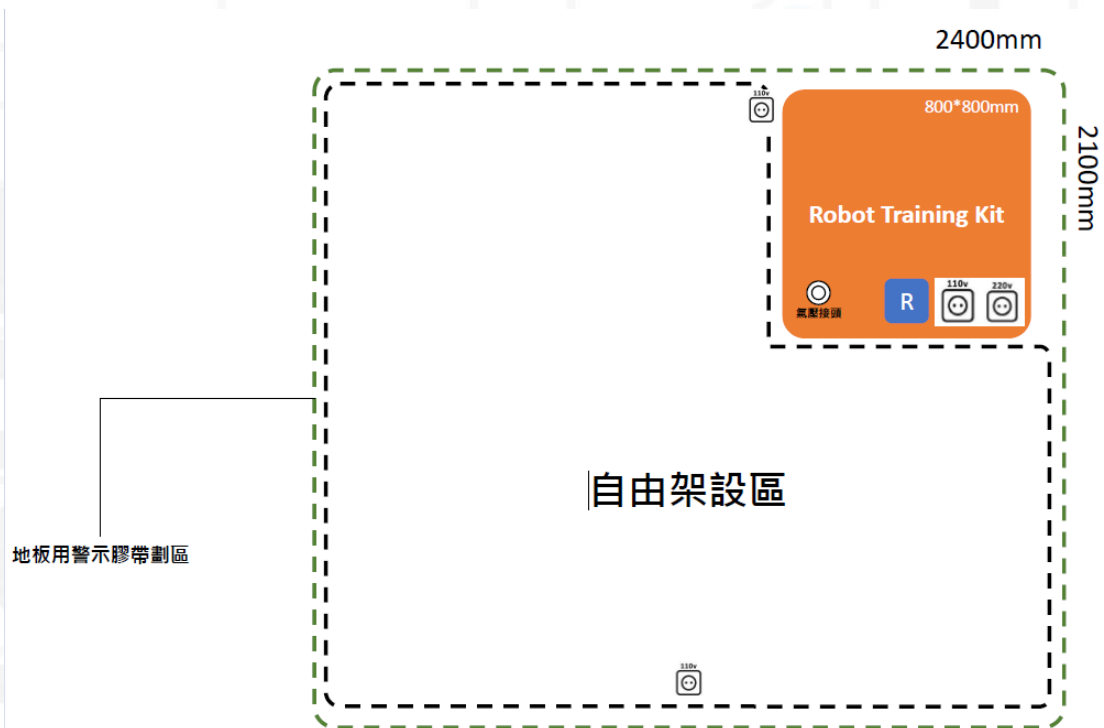 2400mm
110v
800*800mm
2100mm
Robot Training Kit
氣壓接頭
R
110v
220v
自由架設區
地板用警示膠帶劃區
110v